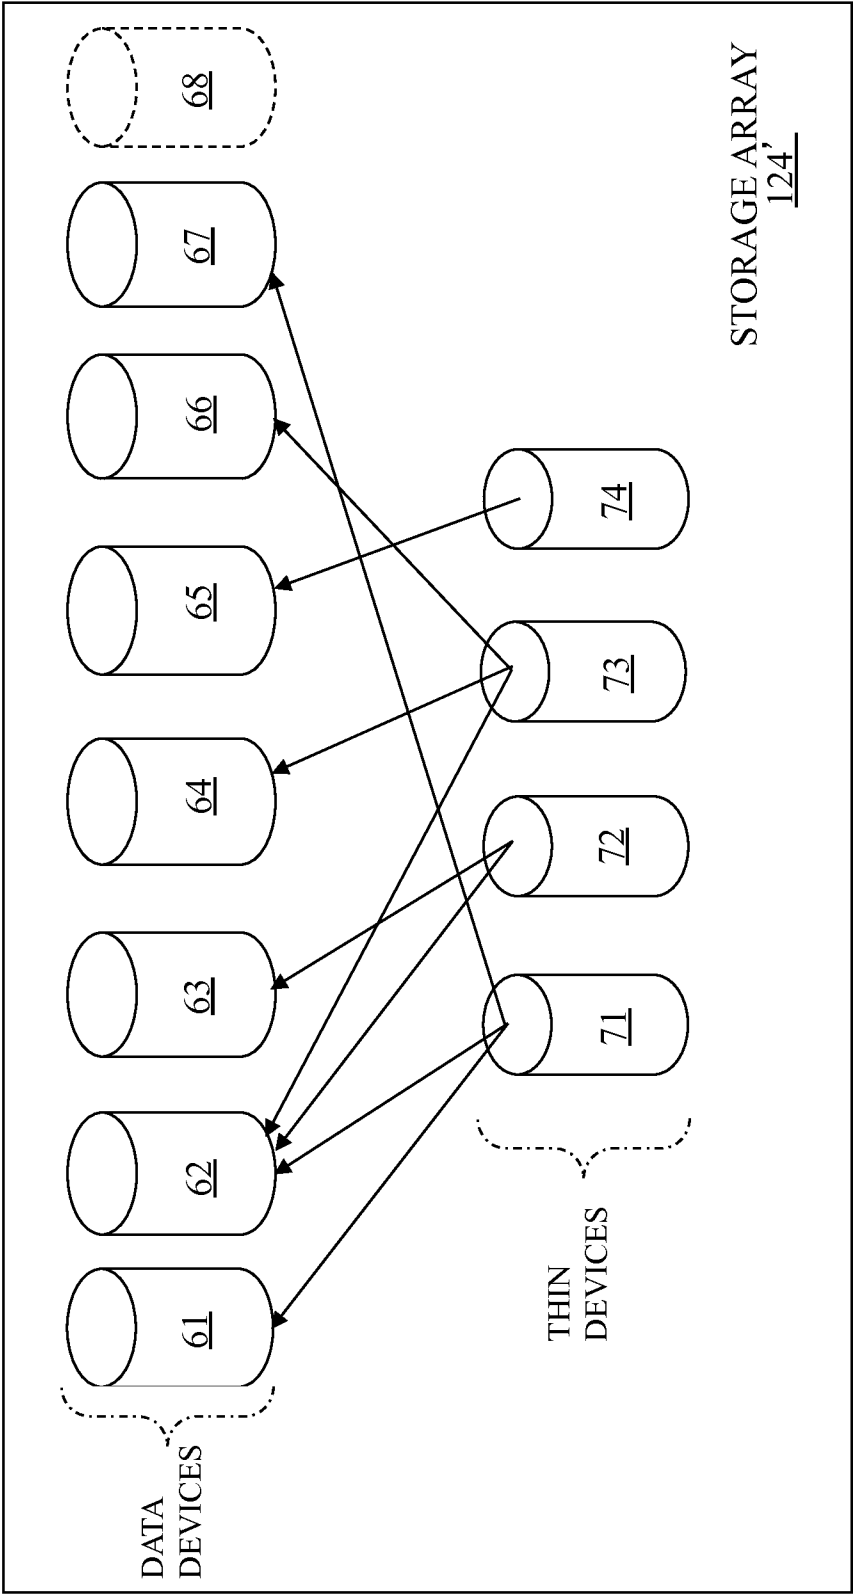 DATA
DEVICES
61
62
63
64
65
66
67
68
THIN
DEVICES
71
72
73
74
STORAGE ARRAY
124'